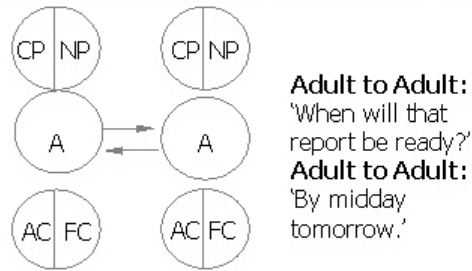 CP NP CP NP
Adult to Adult:
'When will that
report be ready?'
A A
Adult to Adult:
'By midday
tomorrow.'
AC FC AC FC